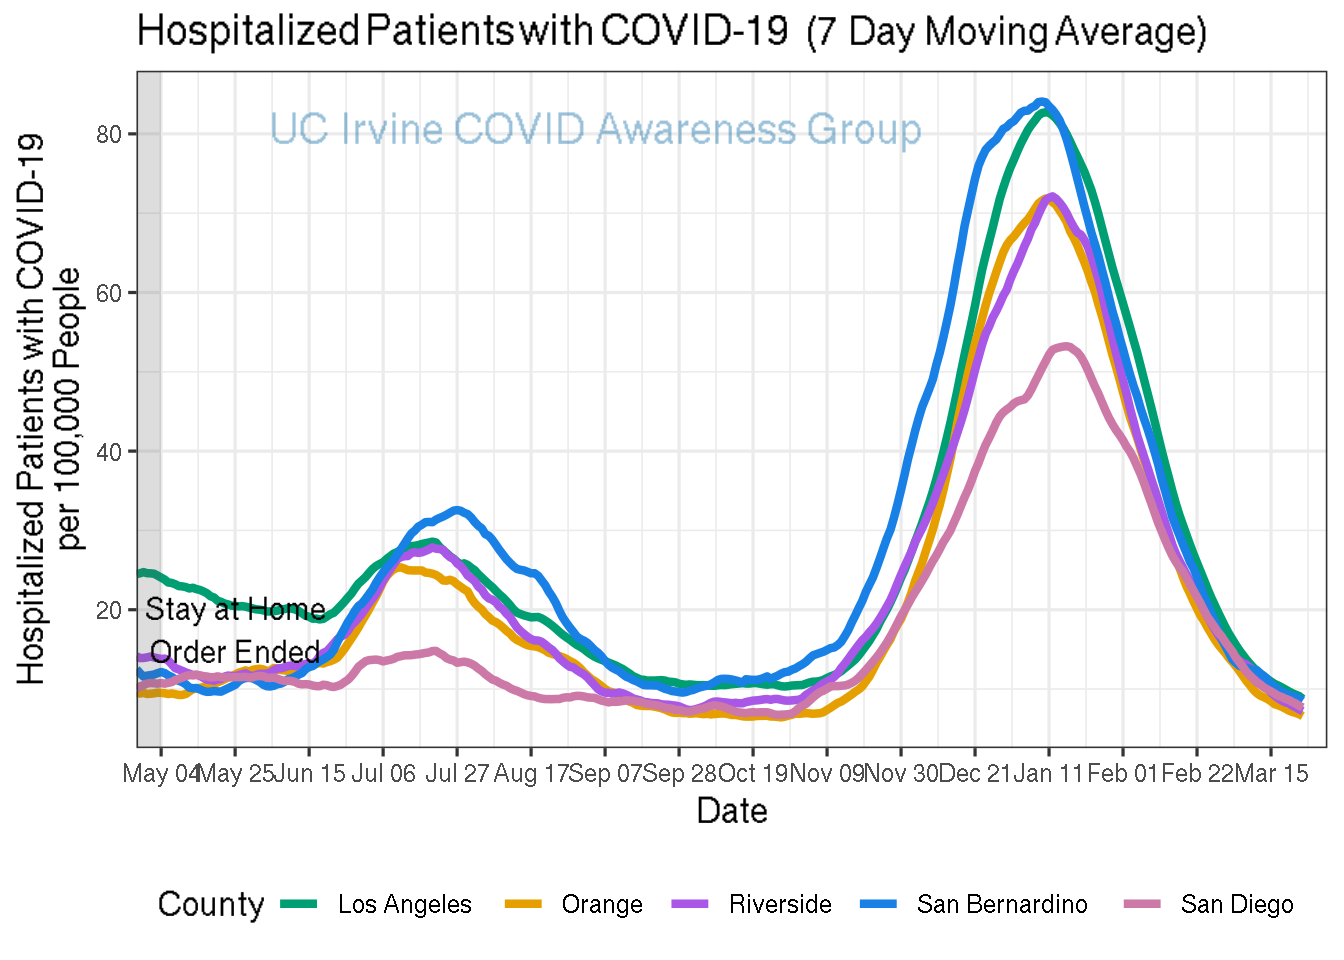 Hospitalized Patients with COVID-19 (7 Day Moving Average)
UC Irvine COVID Awareness Group
Hospitalized Patients with COVID-19
per 100,000 People
80
60
40
20
Stay at Home
Order Ended
May 04 May 25 Jun 15 Jul 06 Jul 27 Aug 17 Sep 07 Sep 28 Oct 19 Nov 09 Nov 30 Dec 21 Jan 11 Feb 01 Feb 22 Mar 15
Date
County Los Angeles Orange Riverside San Bernardino San Diego